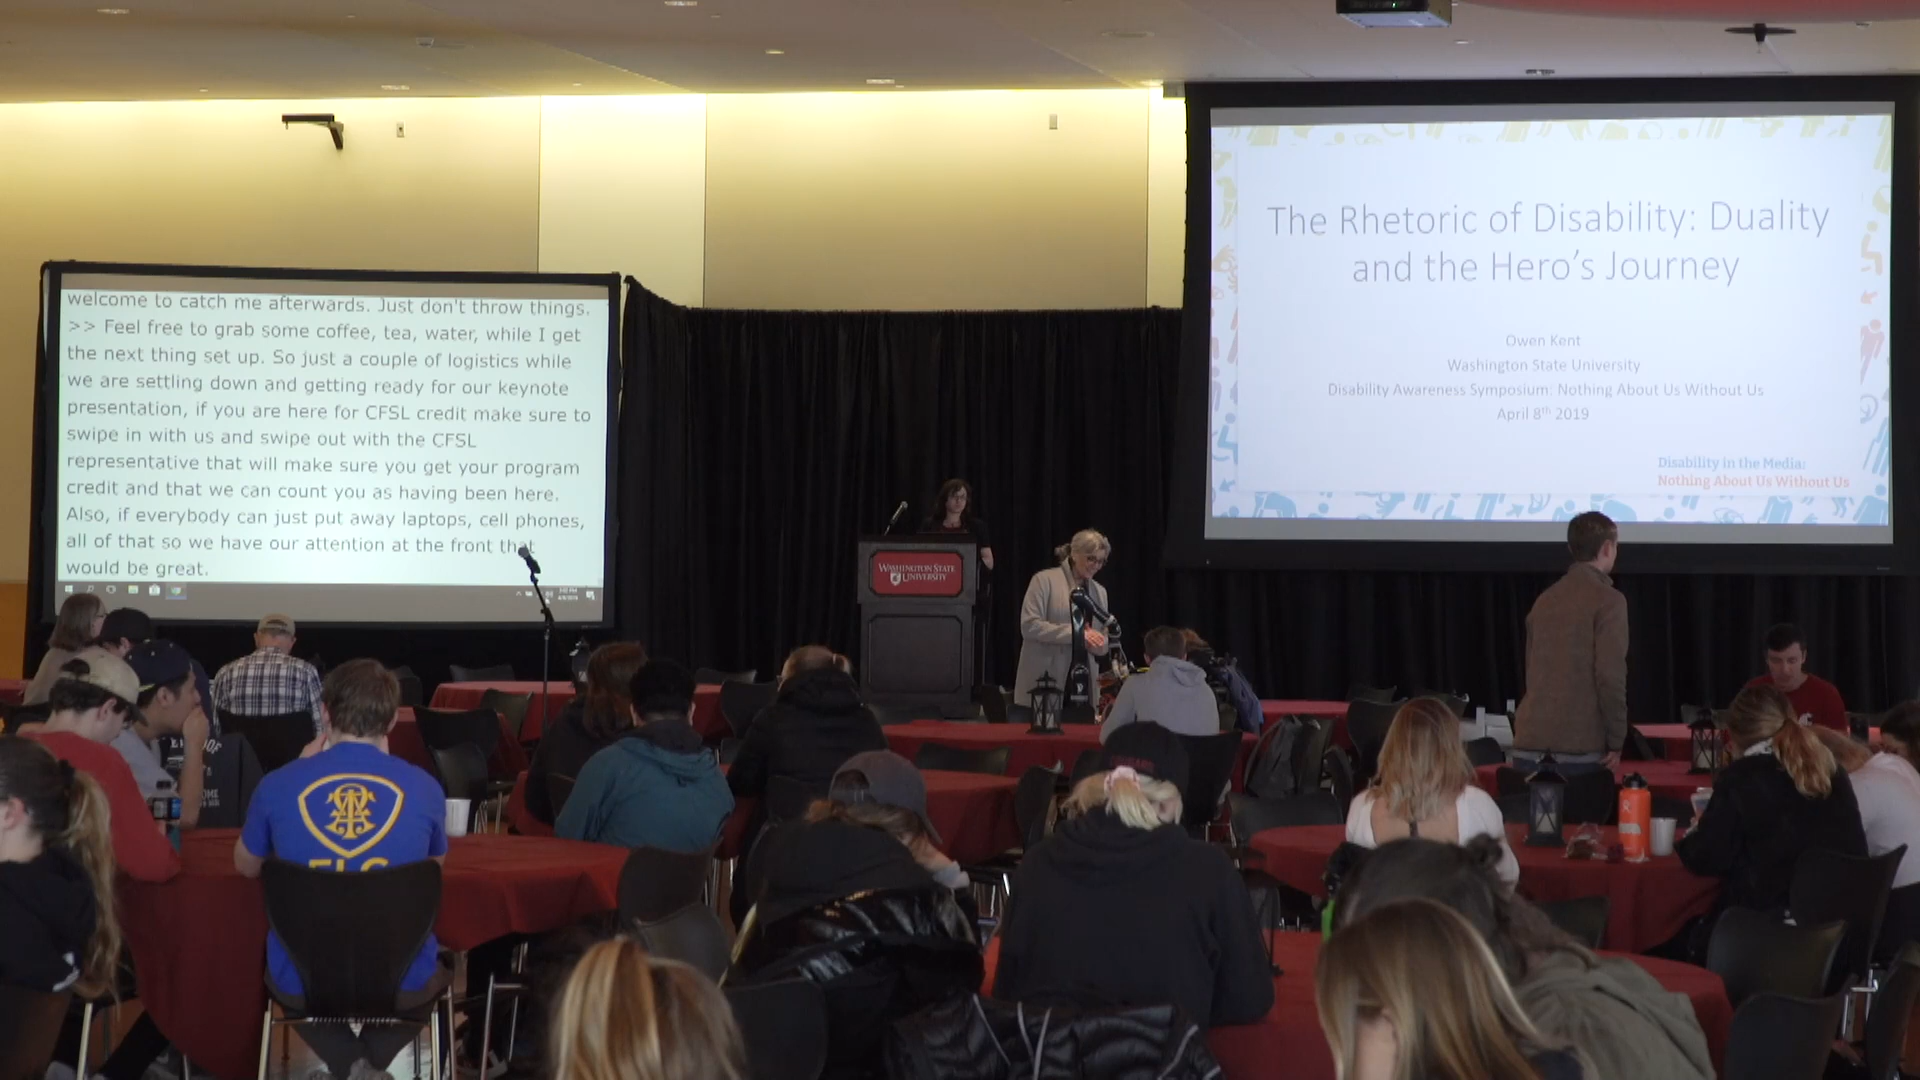 welcome to catch me afterwards. Just don't throw things.
>> Feel free to grab some coffee, tea, water, while I get
the next thing set up. So just a couple of logistics while
we are settling down and getting ready for our keynote
presentation, if you are here for CFSL credit make sure to
swipe in with us and swipe out with the CFSL
representative that will make sure you get your program
credit and that we can count you as having been here.
Also, if everybody can just put away laptops, cell phones,
all of that so we have our attention at the front that
would be great.
The Rhetoric of Disability: Duality
and the Hero's Journey
Owen Kent
Washington State University
Disability Awareness Symposium: Nothing About Us Without Us
April 8th 2019
Disability in the Media:
Nothing About Us Without Us
WASHINGTON STATE
UNIVERSITY